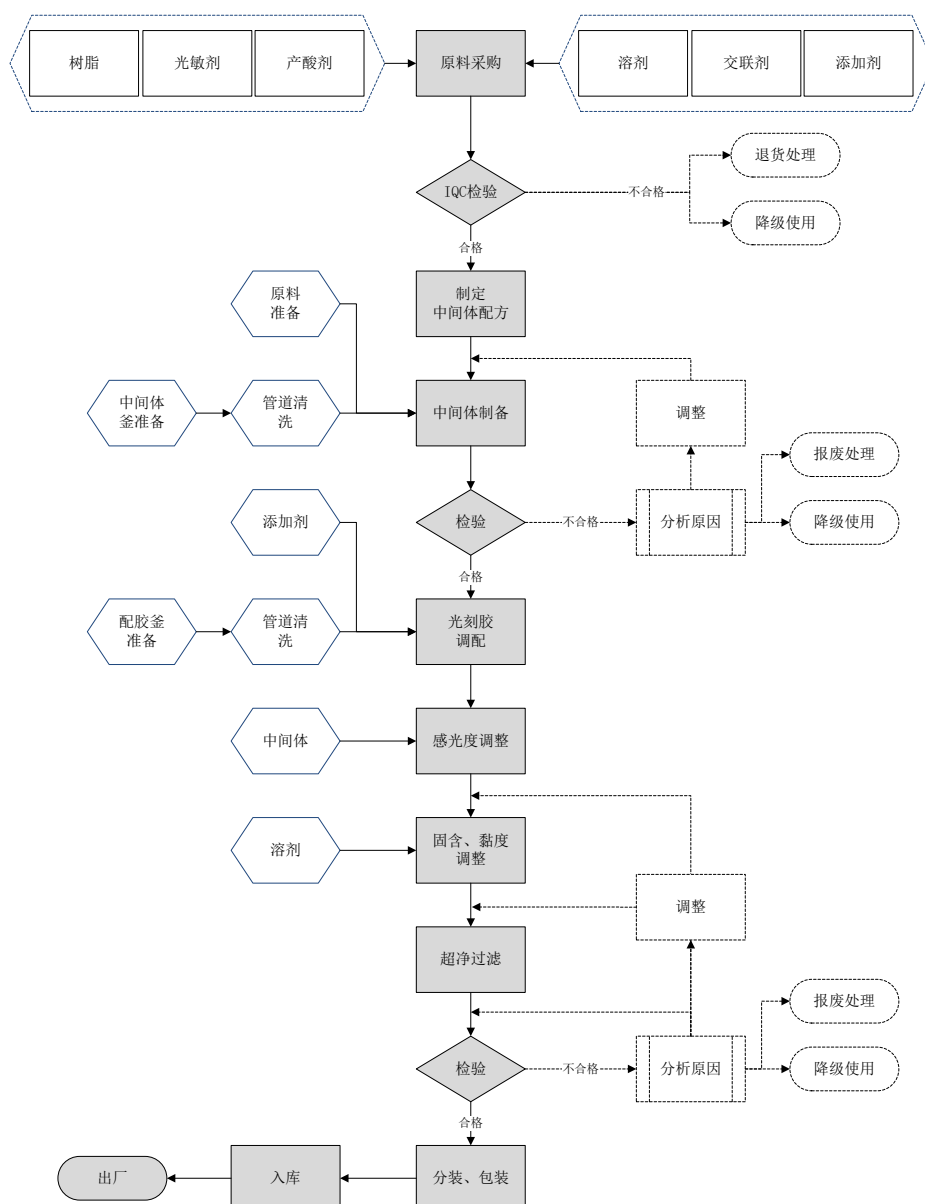 树脂
光敏剂
产酸剂
原料采购
溶剂
交联剂
添加剂
退货处理
IQC检验
不合格
降级使用
合格
原料
准备
制定
中间体配方
中间体
釜准备
管道清
洗
中间体制备
调整
报废处理
添加剂
检验
不合格
分析原因
降级使用
合格
配胶釜
准备
管道清
洗
光刻胶
调配
中间体
感光度调整
溶剂
固含、黏度
调整
调整
超净过滤
报废处理
检验
不合格
分析原因
降级使用
合格
出厂
入库
分装、包装